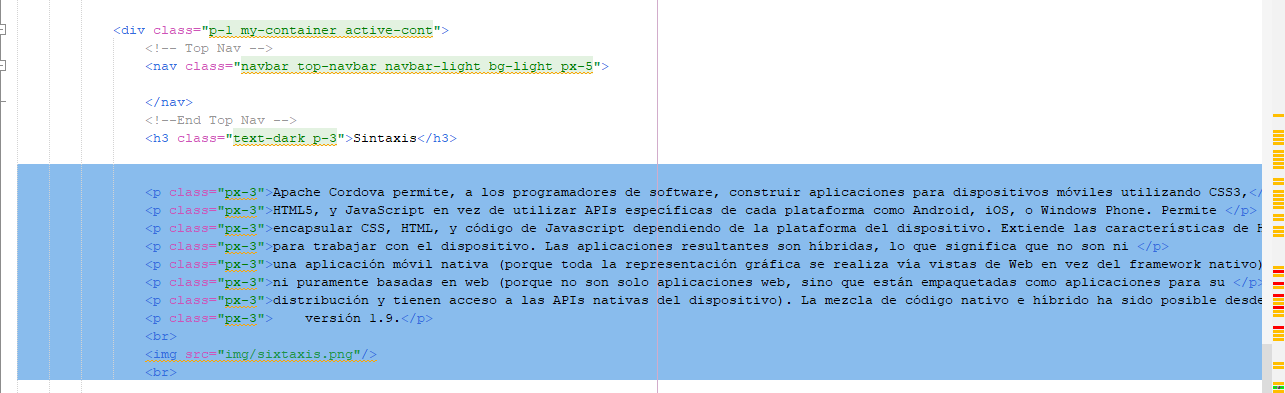 <div class="p-1 my-container active-cont">
<!-- Top Nav -->
<nav class="navbar top-navbar navbar-light bg-light px-5">
</nav>
<!--End Top Nav -->
<h3 class="text-dark p-3">Sintaxis</h3>
<p class="px-3">Apache Cordova permite, a los programadores de software, construir aplicaciones para dispositivos móviles utilizando CSS3,</
<p class="px-3">HTML5, y JavaScript en vez de utilizar APIs específicas de cada plataforma como Android, iOS, o Windows Phone. Permite </p>
<p class="px-3">encapsular CSS, HTML, y código de Javascript dependiendo de la plataforma del dispositivo. Extiende las características de H
<p class="px-3">para trabajar con el dispositivo. Las aplicaciones resultantes son híbridas, lo que significa que no son ni </p>
<p class="px-3">una aplicación móvil nativa (porque toda la representación gráfica se realiza vía vistas de Web en vez del framework nativo)
<p class="px-3">ni puramente basadas en web (porque no son solo aplicaciones web, sino que están empaquetadas como aplicaciones para su </p>
<p class="px-3">distribución y tienen acceso a las APIs nativas del dispositivo). La mezcla de código nativo e híbrido ha sido posible desde
<p class="px-3">    versión 1.9.</p>
<br>
<img src="img/sixtaxis.png"/>
<br>